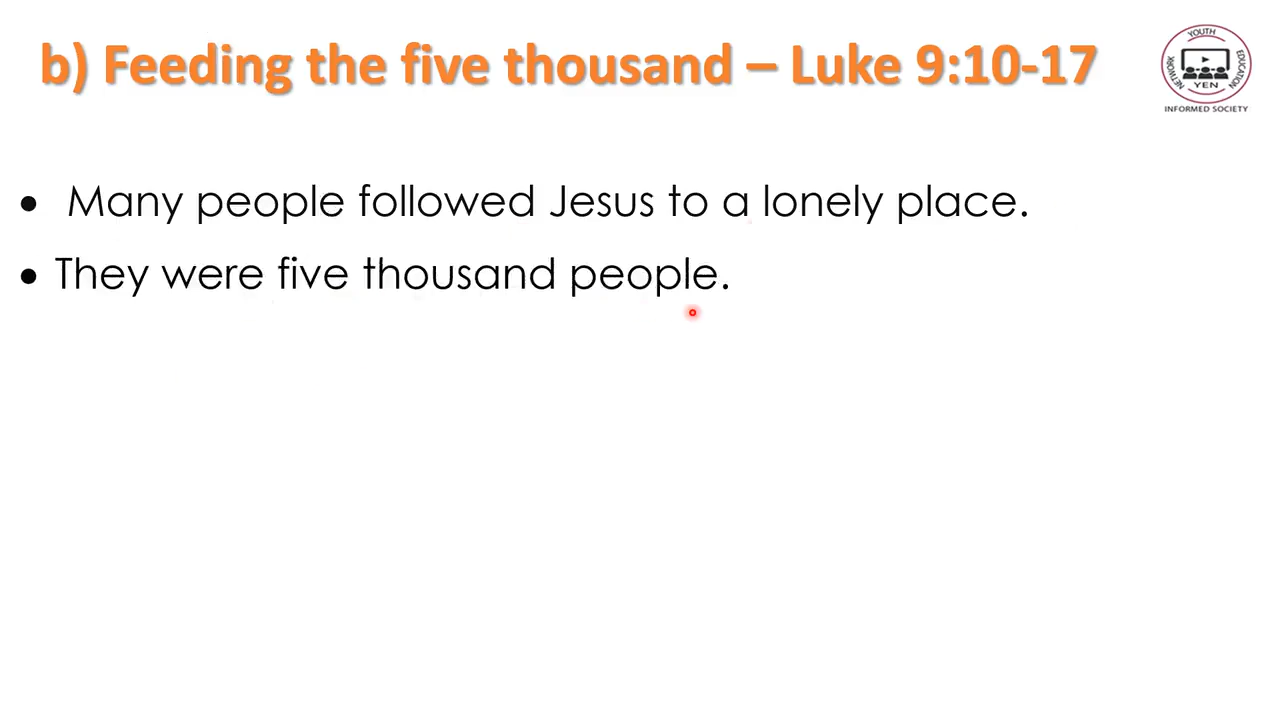 b) Feeding the five thousand – Luke 9:10-17
YOUTH
EDUCATION
NETWORK
YEN
INFORMED SOCIETY
• Many people followed Jesus to a lonely place.
• They were five thousand people.